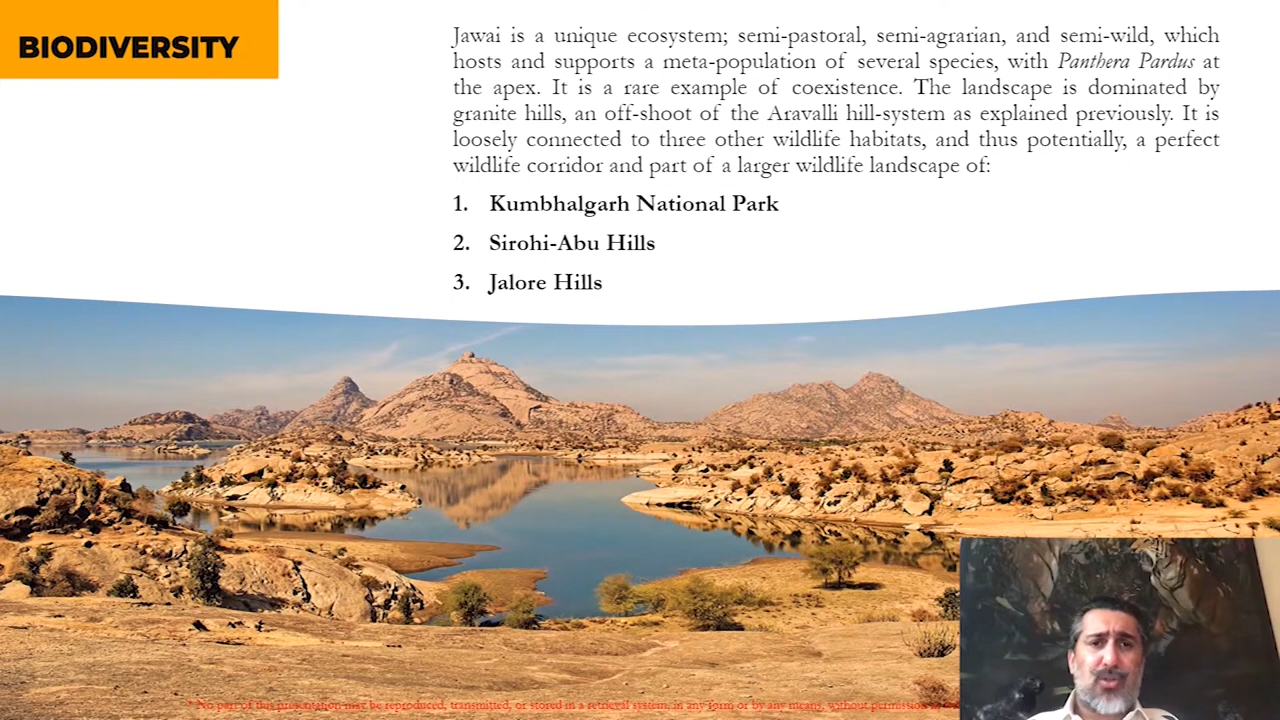 BIODIVERSITY
Jawai is a unique ecosystem; semi-pastoral, semi-agrarian, and semi-wild, which
hosts and supports a meta-population of several species, with Panthera Pardus at
the apex. It is a rare example of coexistence. The landscape is dominated by
granite hills, an off-shoot of the Aravalli hill-system as explained previously. It is
loosely connected to three other wildlife habitats, and thus potentially, a perfect
wildlife corridor and part of a larger wildlife landscape of:
1. Kumbhalgarh National Park
2. Sirohi-Abu Hills
3. Jalore Hills
* No part of this presentation may be reproduced, transmitted, or stored in a retrieval system, in any form or by any means, without permission